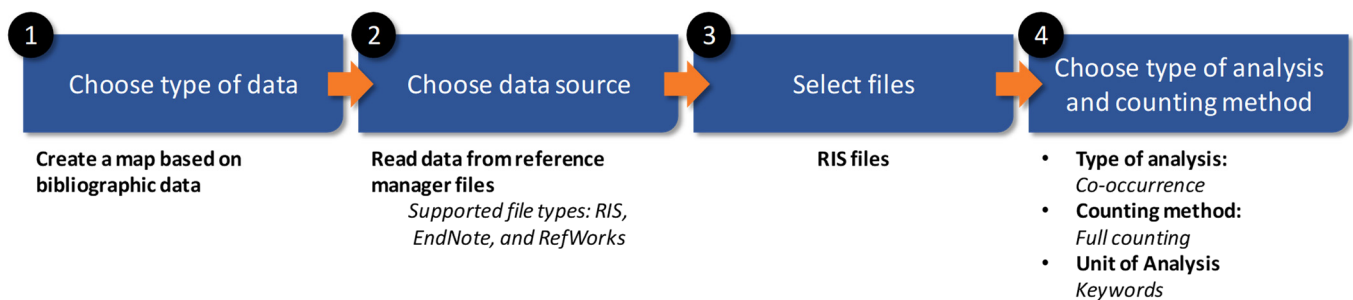 1
Choose type of data
2
Choose data source
3
Select files
4
Choose type of analysis
and counting method
Create a map based on
bibliographic data
Read data from reference
manager files
Supported file types: RIS,
EndNote, and RefWorks
RIS files
• Type of analysis:
Co-occurrence
• Counting method:
Full counting
• Unit of Analysis
Keywords